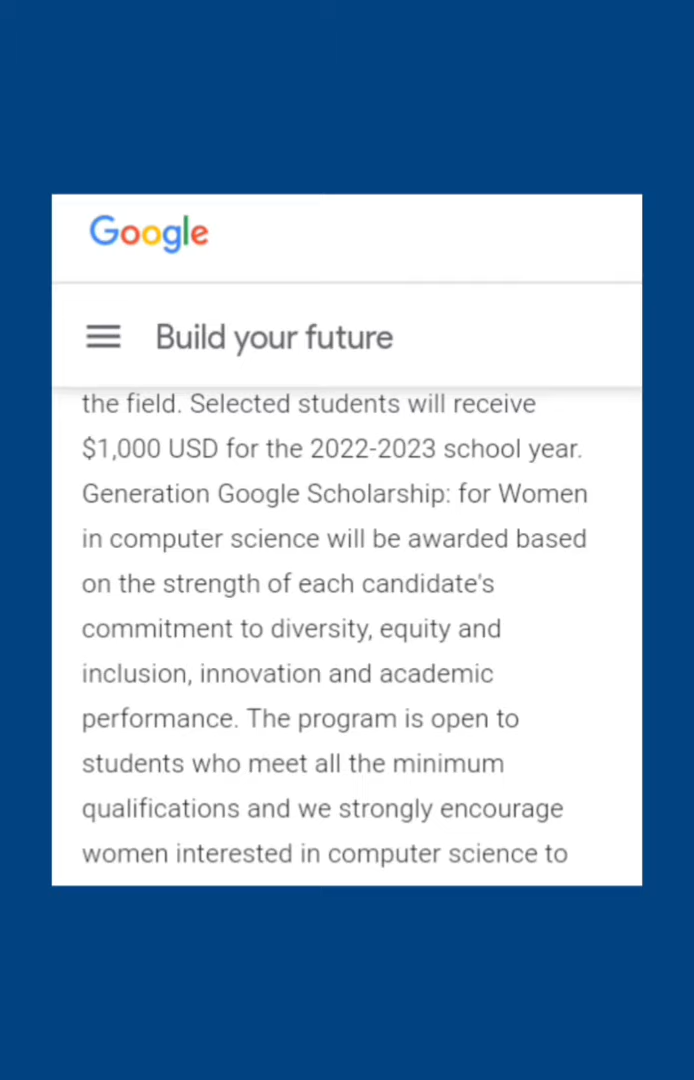 Google
Build your future
the field. Selected students will receive
$1,000 USD for the 2022-2023 school year.
Generation Google Scholarship: for Women
in computer science will be awarded based
on the strength of each candidate's
commitment to diversity, equity and
inclusion, innovation and academic
performance. The program is open to
students who meet all the minimum
qualifications and we strongly encourage
women interested in computer science to